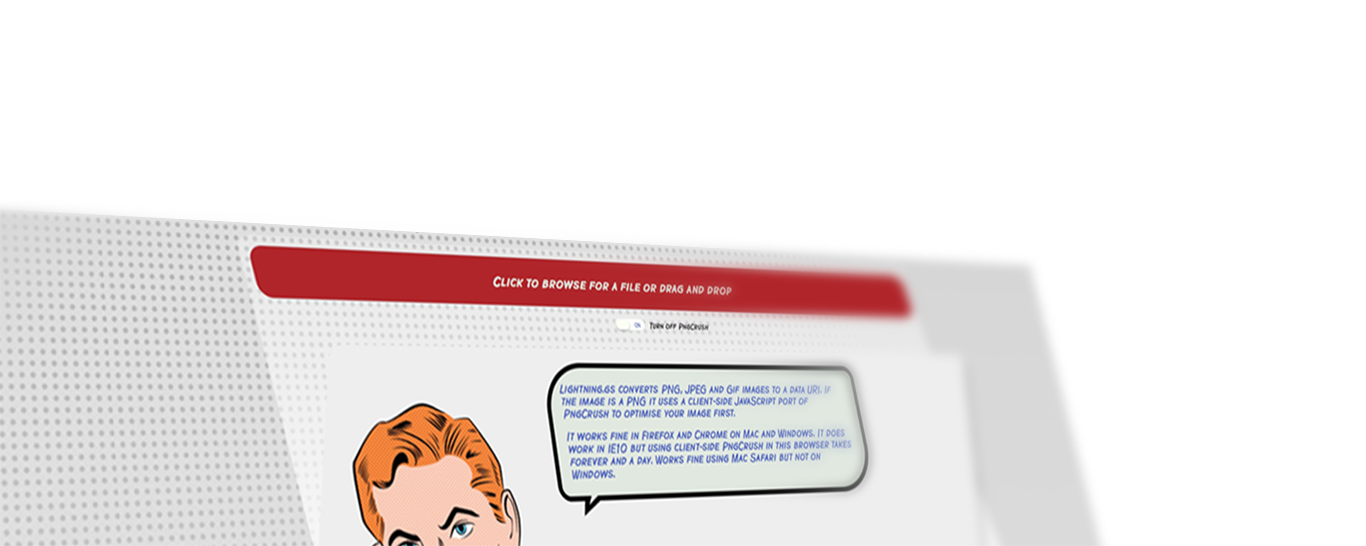 CLICK TO BROWSE FOR A FILE OR DRAG AND DROP
ON TURN OFF PNGCRUSH
LIGHTNING.GS CONVERTS PNG, JPEG AND GIF IMAGES TO A DATA URI. IF
THE IMAGE IS A PNG IT USES A CLIENT-SIDE JAVASCRIPT PORT OF
PNGCRUSH TO OPTIMISE YOUR IMAGE FIRST.
IT WORKS FINE IN FIREFOX AND CHROME ON MAC AND WINDOWS. IT DOES
WORK IN IE10 BUT USING CLIENT-SIDE PNGCRUSH IN THIS BROWSER TAKES
FOREVER AND A DAY. WORKS FINE USING MAC SAFARI BUT NOT ON
WINDOWS.